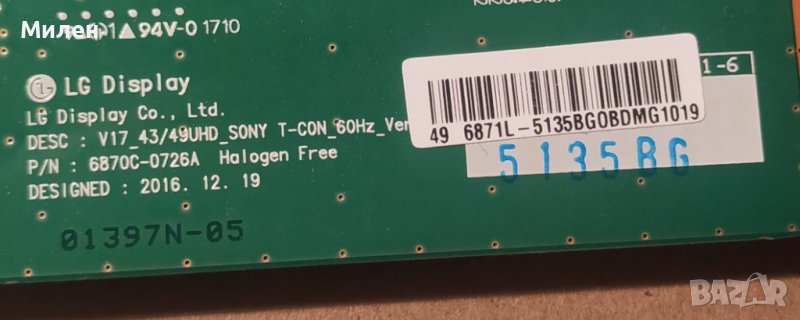 Милен
94V-0 1710
LG Display
LG Display Co., Ltd.
DESC : V17_43/49UHD_SONY T-CON_60Hz_Ver
P/N : 6870C-0726A Halogen Free
DESIGNED : 2016. 12. 19
01397N-05
1-6
49 6871L-5135BG0BDMG1019
5135BG
BAZAR